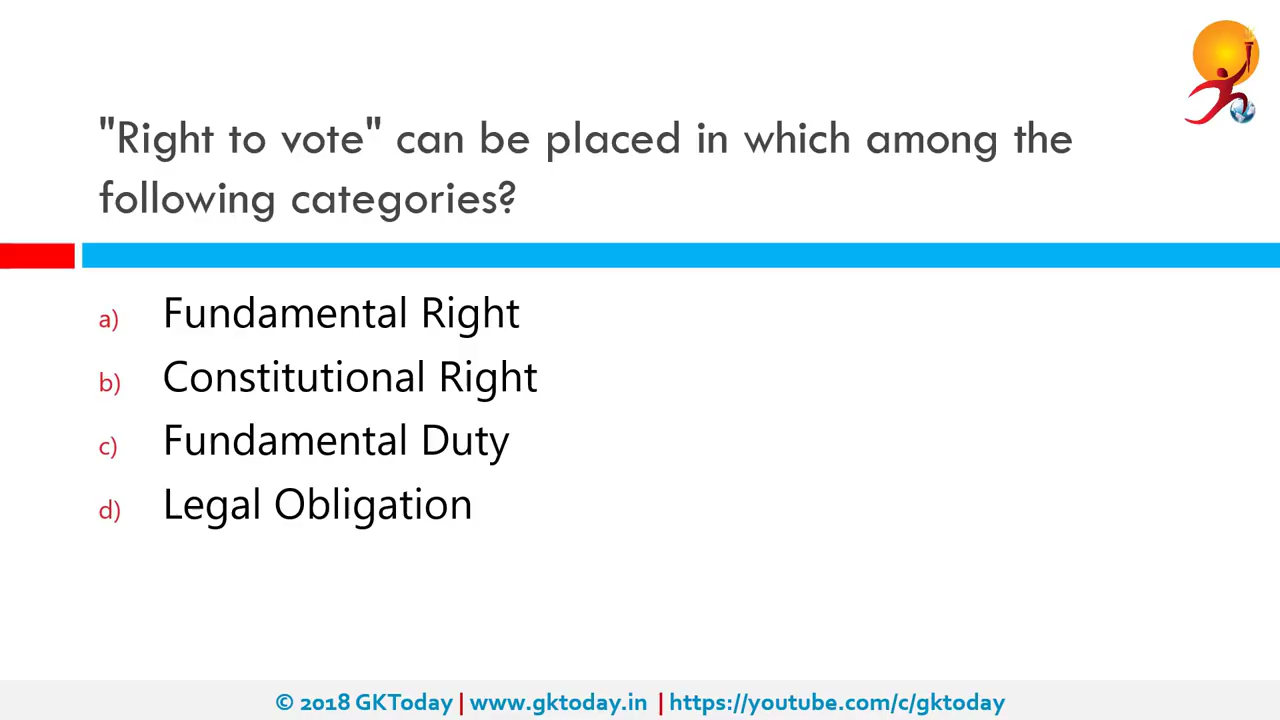 "Right to vote" can be placed in which among the
following categories?
a) Fundamental Right
b) Constitutional Right
c) Fundamental Duty
d) Legal Obligation
© 2018 GKToday | www.gktoday.in | https://youtube.com/c/gktoday